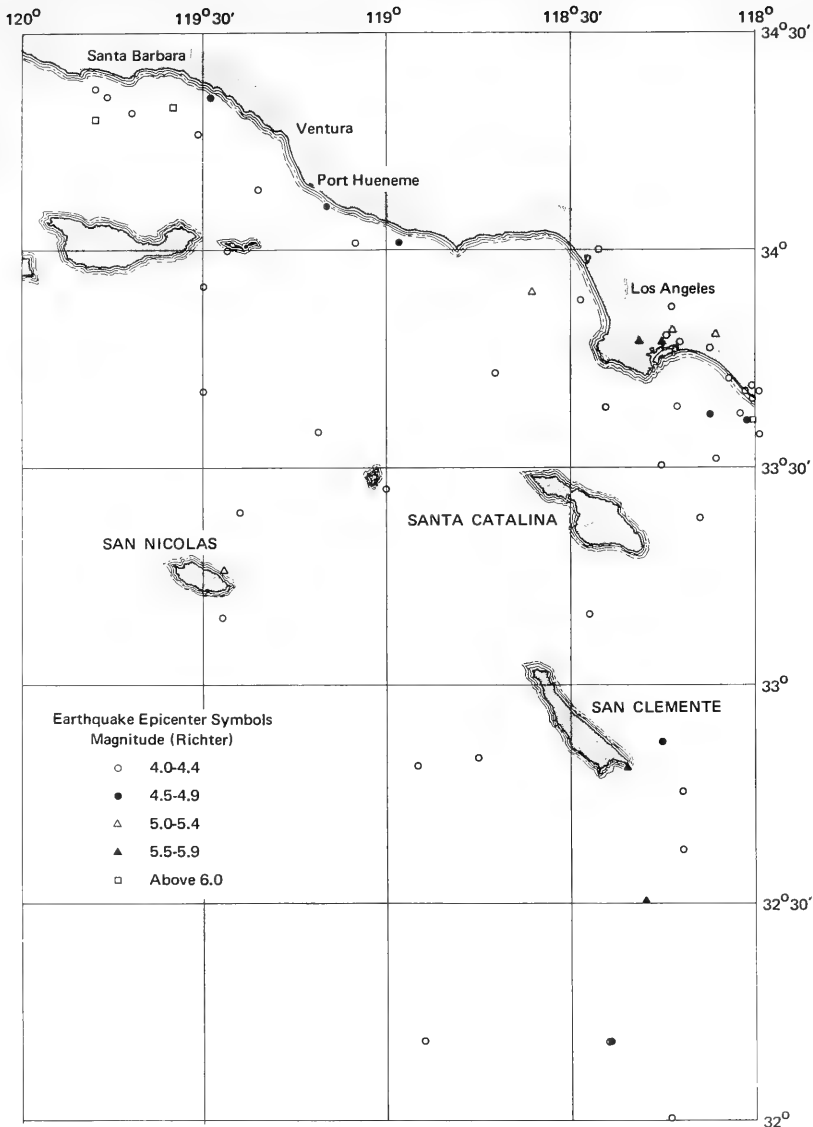 120° 119° 30' 119° 118° 30' 118°
34° 30'
Santa Barbara
Ventura
Port Hueneme
34°
Los Angeles
33° 30'
SANTA CATALINA
SAN NICOLAS
33°
SAN CLEMENTE
Earthquake Epicenter Symbols
Magnitude (Richter)
4.0-4.4
4.5-4.9
5.0-5.4
5.5-5.9
Above 6.0
32° 30'
32°